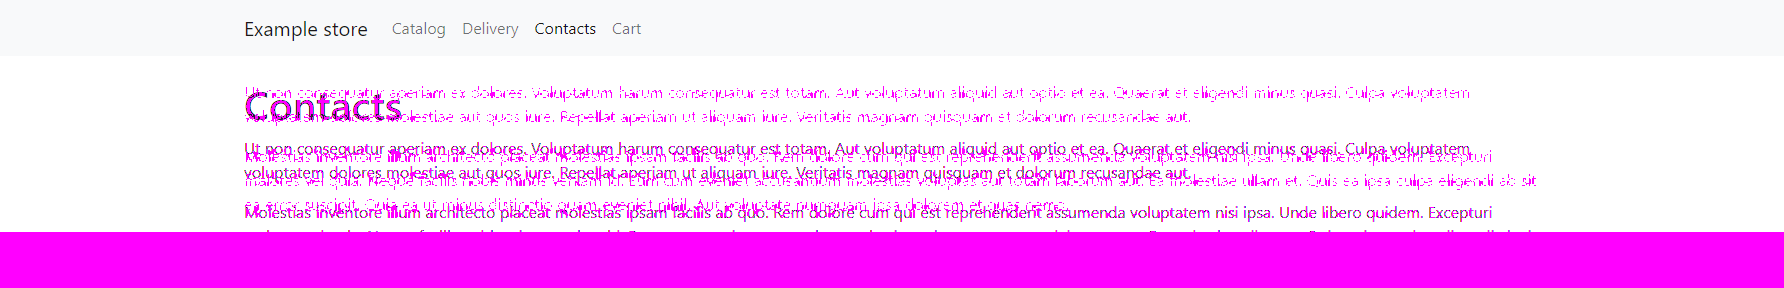 Example store Catalog Delivery Contacts Cart
Ut non consequatur aperiam ex dolores. Voluptatum harum consequatur est totam. Aut voluptatum aliquid aut optio et ea. Quaerat et eligendi minus quasi. Culpa voluptatem
Contacts
voluptatem dolores molestiae aut quos iure. Repellat aperiam ut aliquam iure. Veritatis magnam quisquam et dolorum recusandae aut.
Ut non consequatur aperiam ex dolores. Voluptatum harum consequatur est totam. Aut voluptatum aliquid aut optio et ea. Quaerat et eligendi minus quasi. Culpa voluptatem
Molestias inventore illum architecto placeat molestias ipsam facilis ab quo. Rem dolore cum qui est reprehenderit assumenda voluptatem nisi ipsa. Unde libero quidem. Excepturi
voluptatem dolores molestiae aut quos iure. Repellat aperiam ut aliquam iure. Veritatis magnam quisquam et dolorum recusandae aut.
maiores vel quia. Neque facilis nobis minus veniam id. Eum cum eveniet accusantium molestiae voluptas aut totam laborum aut. Ea molestiae ullam et. Quis ea ipsa culpa eligendi ab sit
ea error suscipit. Quia ea ut minus distinctio quam eveniet nihil. Aut voluptate numquam ipsa dolorem et quas nemo.
Molestias inventore illum architecto placeat molestias ipsam facilis ab quo. Rem dolore cum qui est reprehenderit assumenda voluptatem nisi ipsa. Unde libero quidem. Excepturi